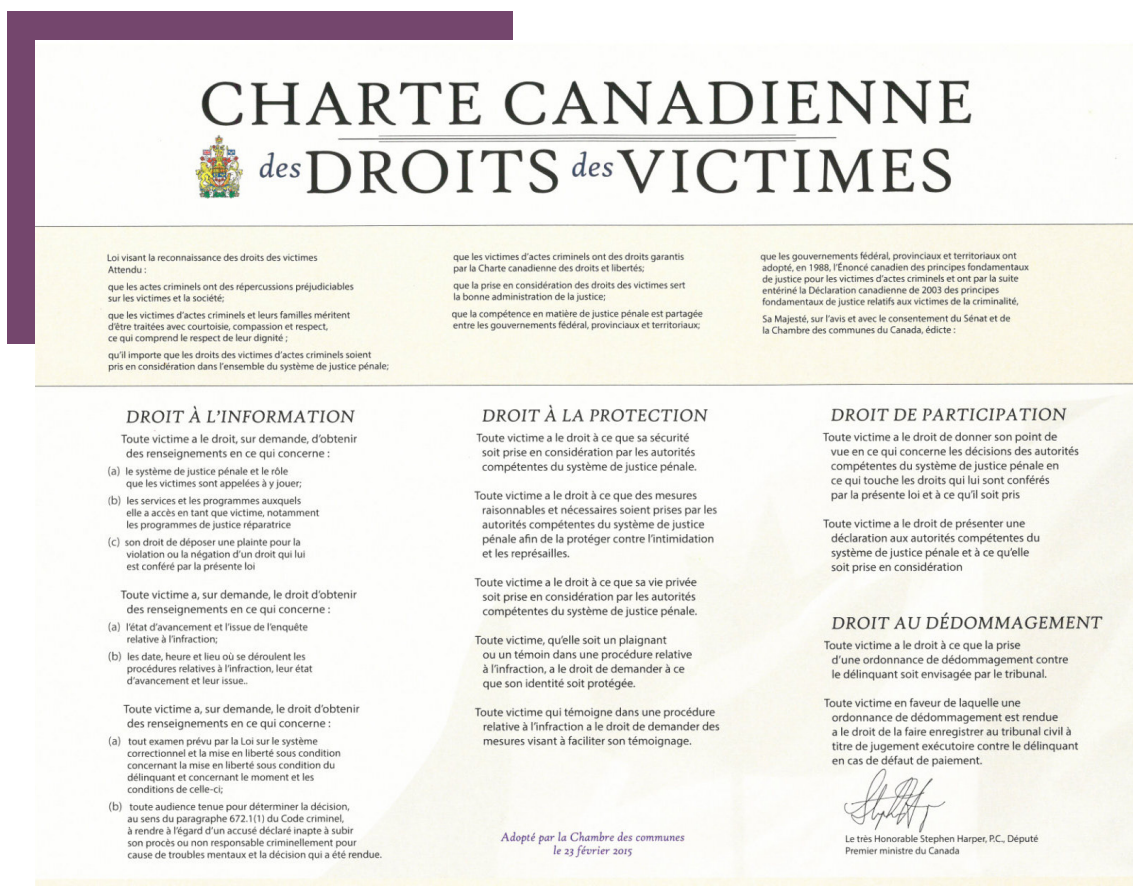 CHARTE CANADIENNE
des DROITS des VICTIMES
Loi visant la reconnaissance des droits des victimes
Attendu :
que les actes criminels ont des répercussions préjudiciables
sur les victimes et la société;
que les victimes d'actes criminels et leurs familles méritent
d'être traitées avec courtoisie, compassion et respect,
ce qui comprend le respect de leur dignité ;
qu'il importe que les droits des victimes d'actes criminels soient
pris en considération dans l'ensemble du système de justice pénale;
que les victimes d'actes criminels ont des droits garantis
par la Charte canadienne des droits et libertés;
que la prise en considération des droits des victimes sert
la bonne administration de la justice;
que la compétence en matière de justice pénale est partagée
entre les gouvernements fédéral, provinciaux et territoriaux;
que les gouvernements fédéral, provinciaux et territoriaux ont
adopté, en 1988, l'Énoncé canadien des principes fondamentaux
de justice pour les victimes d'actes criminels et ont par la suite
entériné la Déclaration canadienne de 2003 des principes
fondamentaux de justice relatifs aux victimes de la criminalité,
Sa Majesté, sur l'avis et avec le consentement du Sénat et de
la Chambre des communes du Canada, édicte :
DROIT À L'INFORMATION
Toute victime a le droit, sur demande, d'obtenir
des renseignements en ce qui concerne :
(a) le système de justice pénale et le rôle
que les victimes sont appelées à y jouer;
(b) les services et les programmes auxquels
elle a accès en tant que victime, notamment
les programmes de justice réparatrice
(c) son droit de déposer une plainte pour la
violation ou la négation d'un droit qui lui
est conféré par la présente loi
Toute victime a, sur demande, le droit d'obtenir
des renseignements en ce qui concerne :
(a) l'état d'avancement et l'issue de l'enquête
relative à l'infraction;
(b) les date, heure et lieu où se déroulent les
procédures relatives à l'infraction, leur état
d'avancement et leur issue..
Toute victime a, sur demande, le droit d'obtenir
des renseignements en ce qui concerne :
(a) tout examen prévu par la Loi sur le système
correctionnel et la mise en liberté sous condition
concernant la mise en liberté sous condition du
délinquant et concernant le moment et les
conditions de celle-ci;
(b) toute audience tenue pour déterminer la décision,
au sens du paragraphe 672.1(1) du Code criminel,
à rendre à l'égard d'un accusé déclaré inapte à subir
son procès ou non responsable criminellement pour
cause de troubles mentaux et la décision qui a été rendue.
DROIT À LA PROTECTION
Toute victime a le droit à ce que sa sécurité
soit prise en considération par les autorités
compétentes du système de justice pénale.
Toute victime a le droit à ce que des mesures
raisonnables et nécessaires soient prises par les
autorités compétentes du système de justice
pénale afin de la protéger contre l'intimidation
et les représailles.
Toute victime a le droit à ce que sa vie privée
soit prise en considération par les autorités
compétentes du système de justice pénale.
Toute victime, qu'elle soit un plaignant
ou un témoin dans une procédure relative
à l'infraction, a le droit de demander à ce
que son identité soit protégée.
Toute victime qui témoigne dans une procédure
relative à l'infraction a le droit de demander des
mesures visant à faciliter son témoignage.
Adopté par la Chambre des communes
le 23 février 2015
DROIT DE PARTICIPATION
Toute victime a le droit de donner son point de
vue en ce qui concerne les décisions des autorités
compétentes du système de justice pénale en
ce qui touche les droits qui lui sont conférés
par la présente loi et à ce qu'il soit pris
Toute victime a le droit de présenter une
déclaration aux autorités compétentes du
système de justice pénale et à ce qu'elle
soit pris en considération
DROIT AU DÉDOMMAGEMENT
Toute victime a le droit à ce que la prise
d'une ordonnance de dédommagement contre
le délinquant soit envisagée par le tribunal.
Toute victime en faveur de laquelle une
ordonnance de dédommagement est rendue
a le droit de la faire enregistrer au tribunal civil à
titre de jugement exécutoire contre le délinquant
en cas de défaut de paiement.
Le très Honorable Stephen Harper, P.C., Député
Premier ministre du Canada